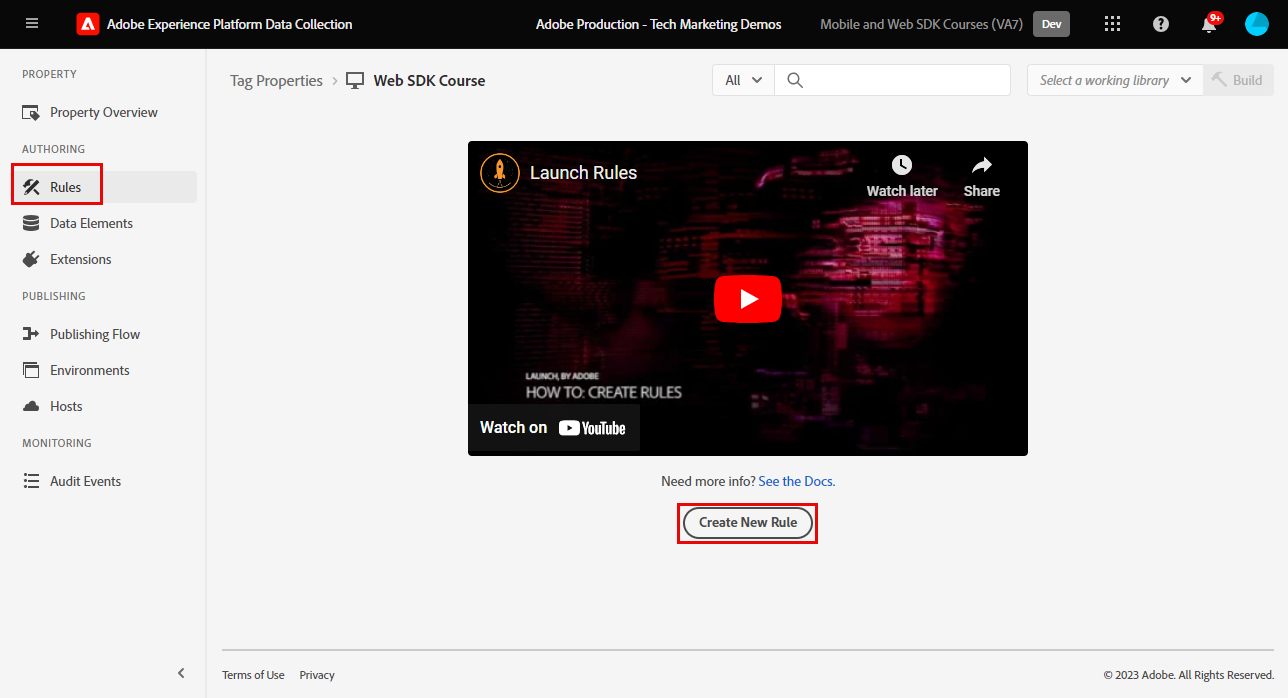 Adobe Experience Platform Data Collection
Adobe Production - Tech Marketing Demos
Mobile and Web SDK Courses (VA7)
Dev
9+
PROPERTY
Property Overview
AUTHORING
Rules
Data Elements
Extensions
PUBLISHING
Publishing Flow
Environments
Hosts
MONITORING
Audit Events
Tag Properties
Web SDK Course
All
Select a working library
Build
Launch Rules
Watch later
Share
LAUNCH, BY ADOBE
HOW TO: CREATE RULES
Watch on YouTube
Need more info? See the Docs.
Create New Rule
Terms of Use
Privacy
© 2023 Adobe. All Rights Reserved.